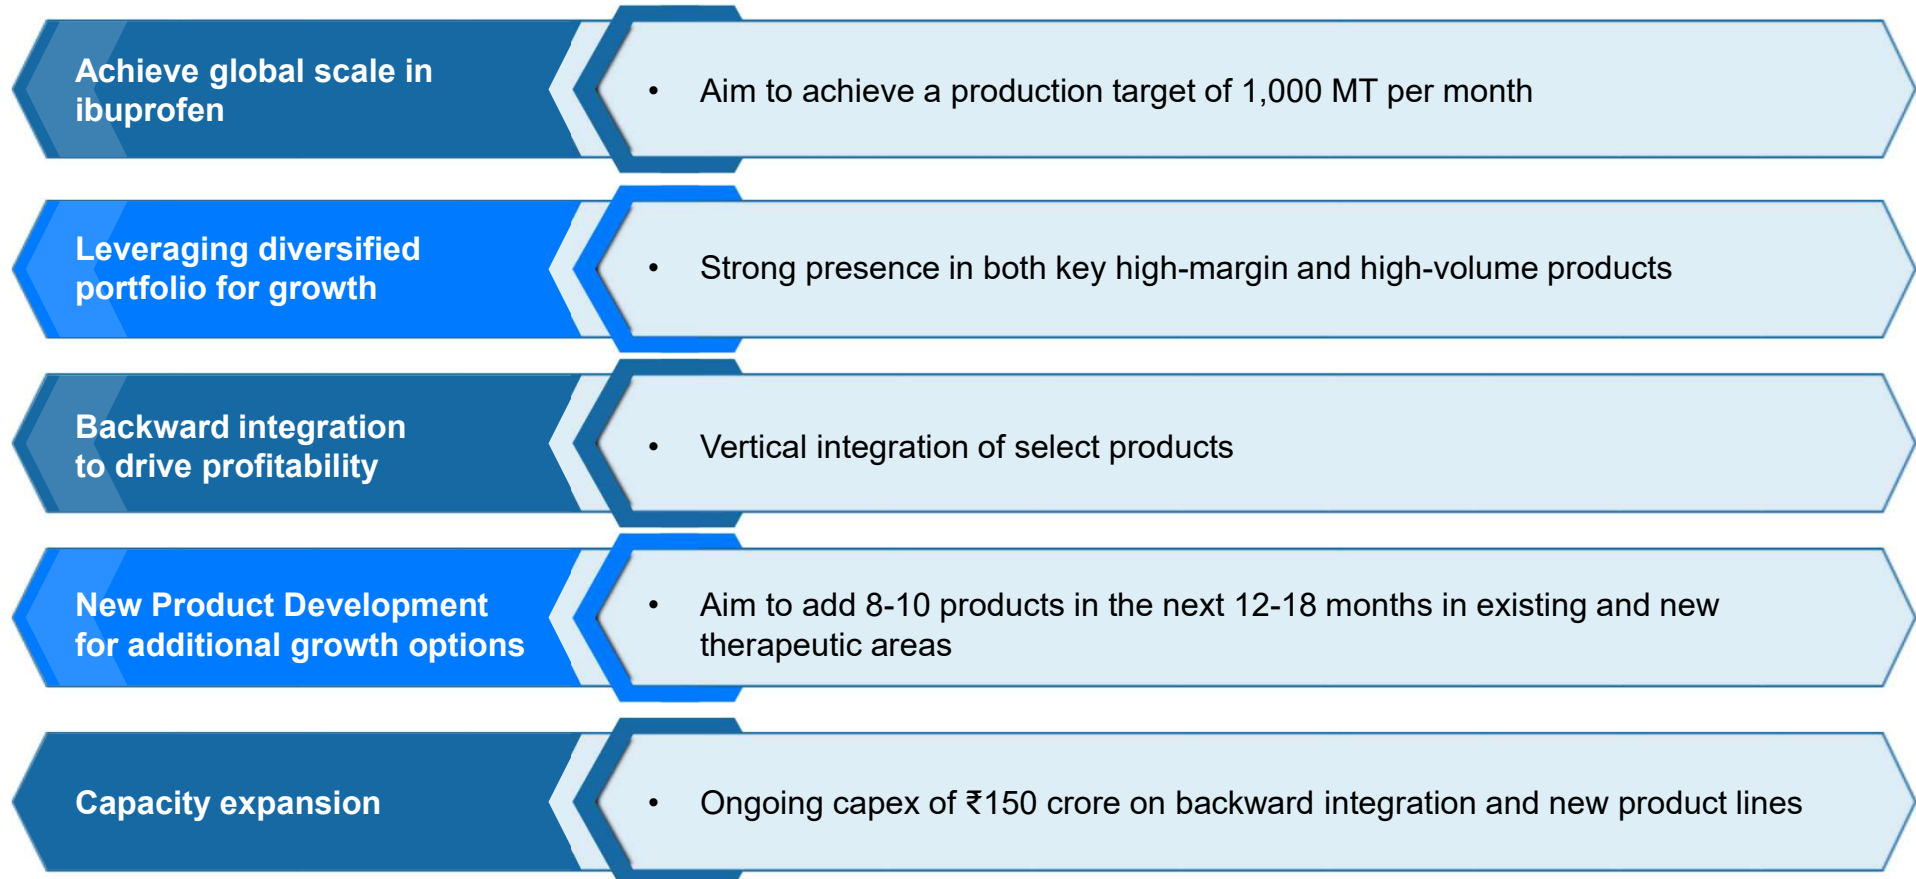 Achieve global scale in
ibuprofen
• Aim to achieve a production target of 1,000 MT per month
Leveraging diversified
portfolio for growth
• Strong presence in both key high-margin and high-volume products
Backward integration
to drive profitability
• Vertical integration of select products
New Product Development
for additional growth options
• Aim to add 8-10 products in the next 12-18 months in existing and new
therapeutic areas
Capacity expansion
• Ongoing capex of ₹150 crore on backward integration and new product lines